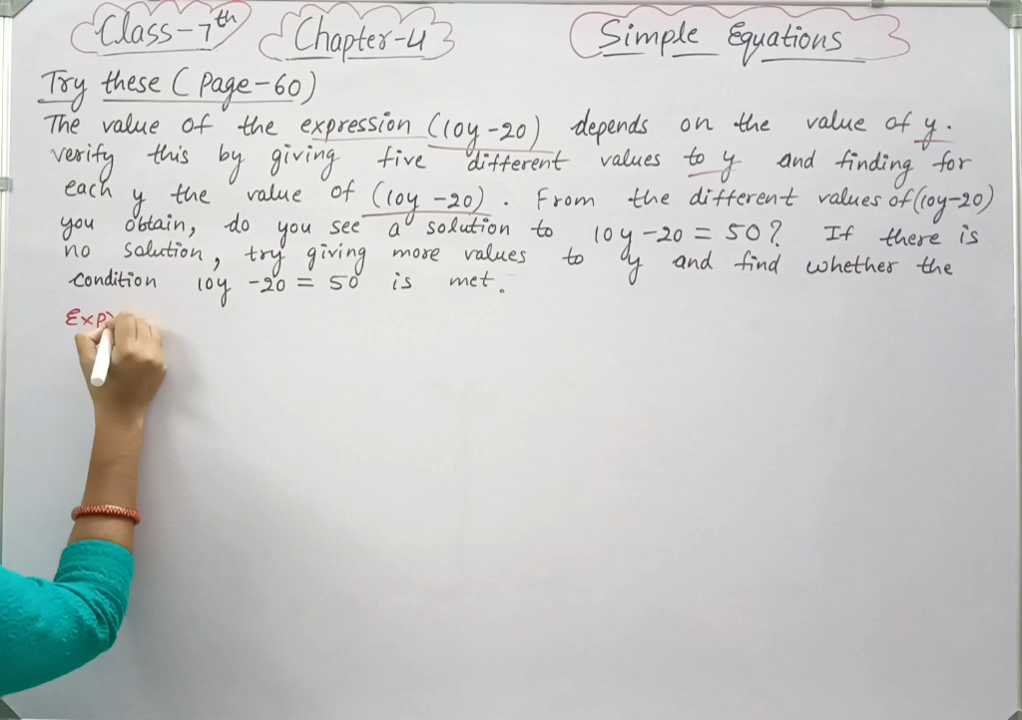 Class-7th Chapter-4 Simple Equations
Try these (Page-60)
The value of the expression (10y-20) depends on the value of y.
verify this by giving five different values to y and finding for
each y the value of (10y-20). From the different values of (10y-20)
you obtain, do you see a solution to 10y-20 = 50? If there is
no solution, try giving more values to y and find whether the
condition 10y -20 = 50 is met.
Exp